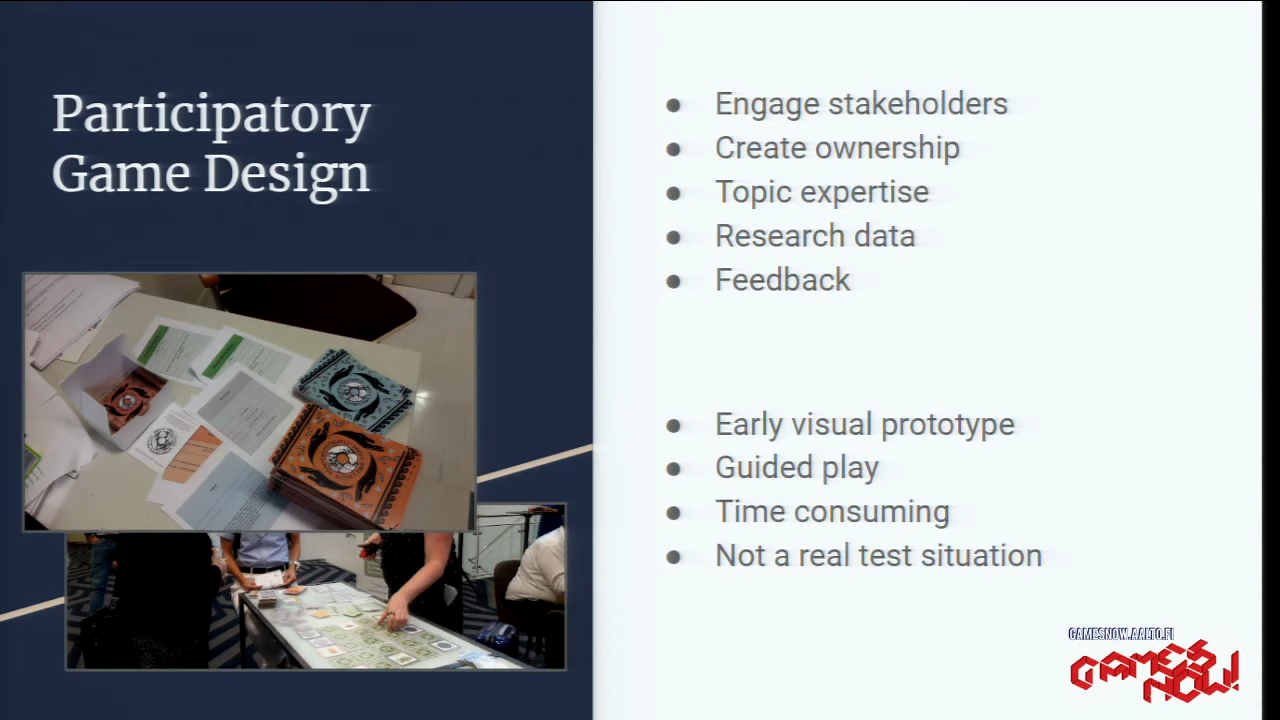 Participatory
Game Design
Engage stakeholders
Create ownership
Topic expertise
Research data
Feedback
Early visual prototype
Guided play
Time consuming
Not a real test situation
GAMESNOW.AALTO.FI
GAMES
NOW!